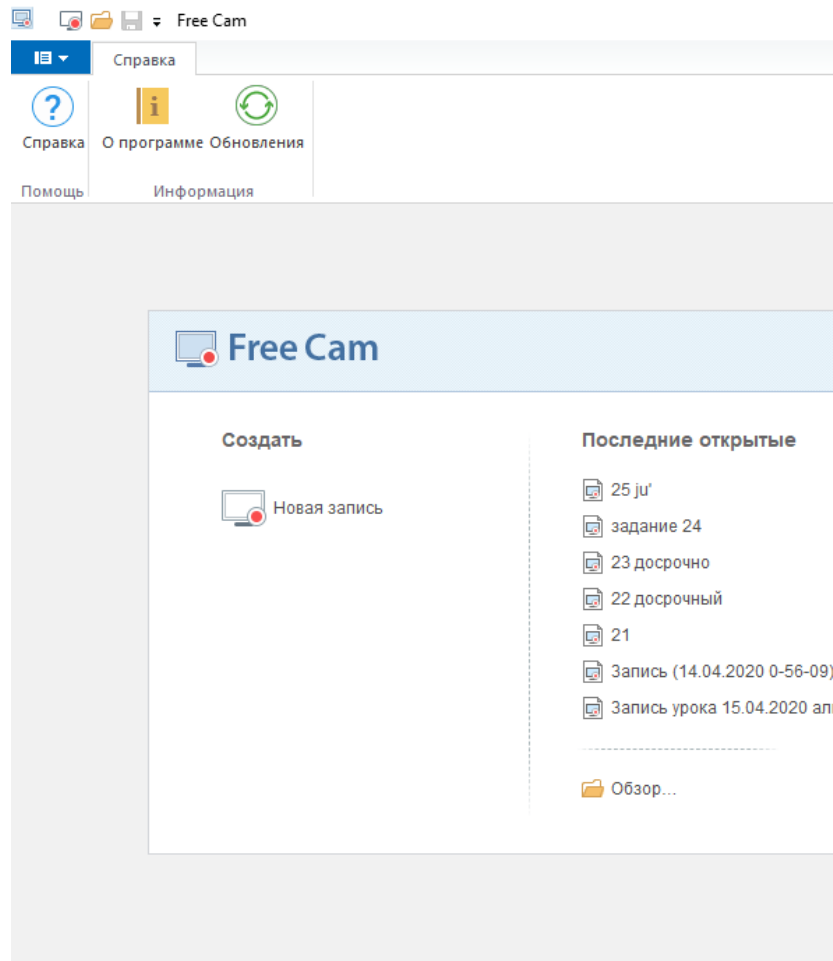 Free Cam
Справка
Справка О программе Обновления
Помощь Информация
Free Cam
Создать
Новая запись
Последние открытые
25 ju'
задание 24
23 досрочно
22 досрочный
21
Запись (14.04.2020 0-56-09)
Запись урока 15.04.2020 ал
Обзор...